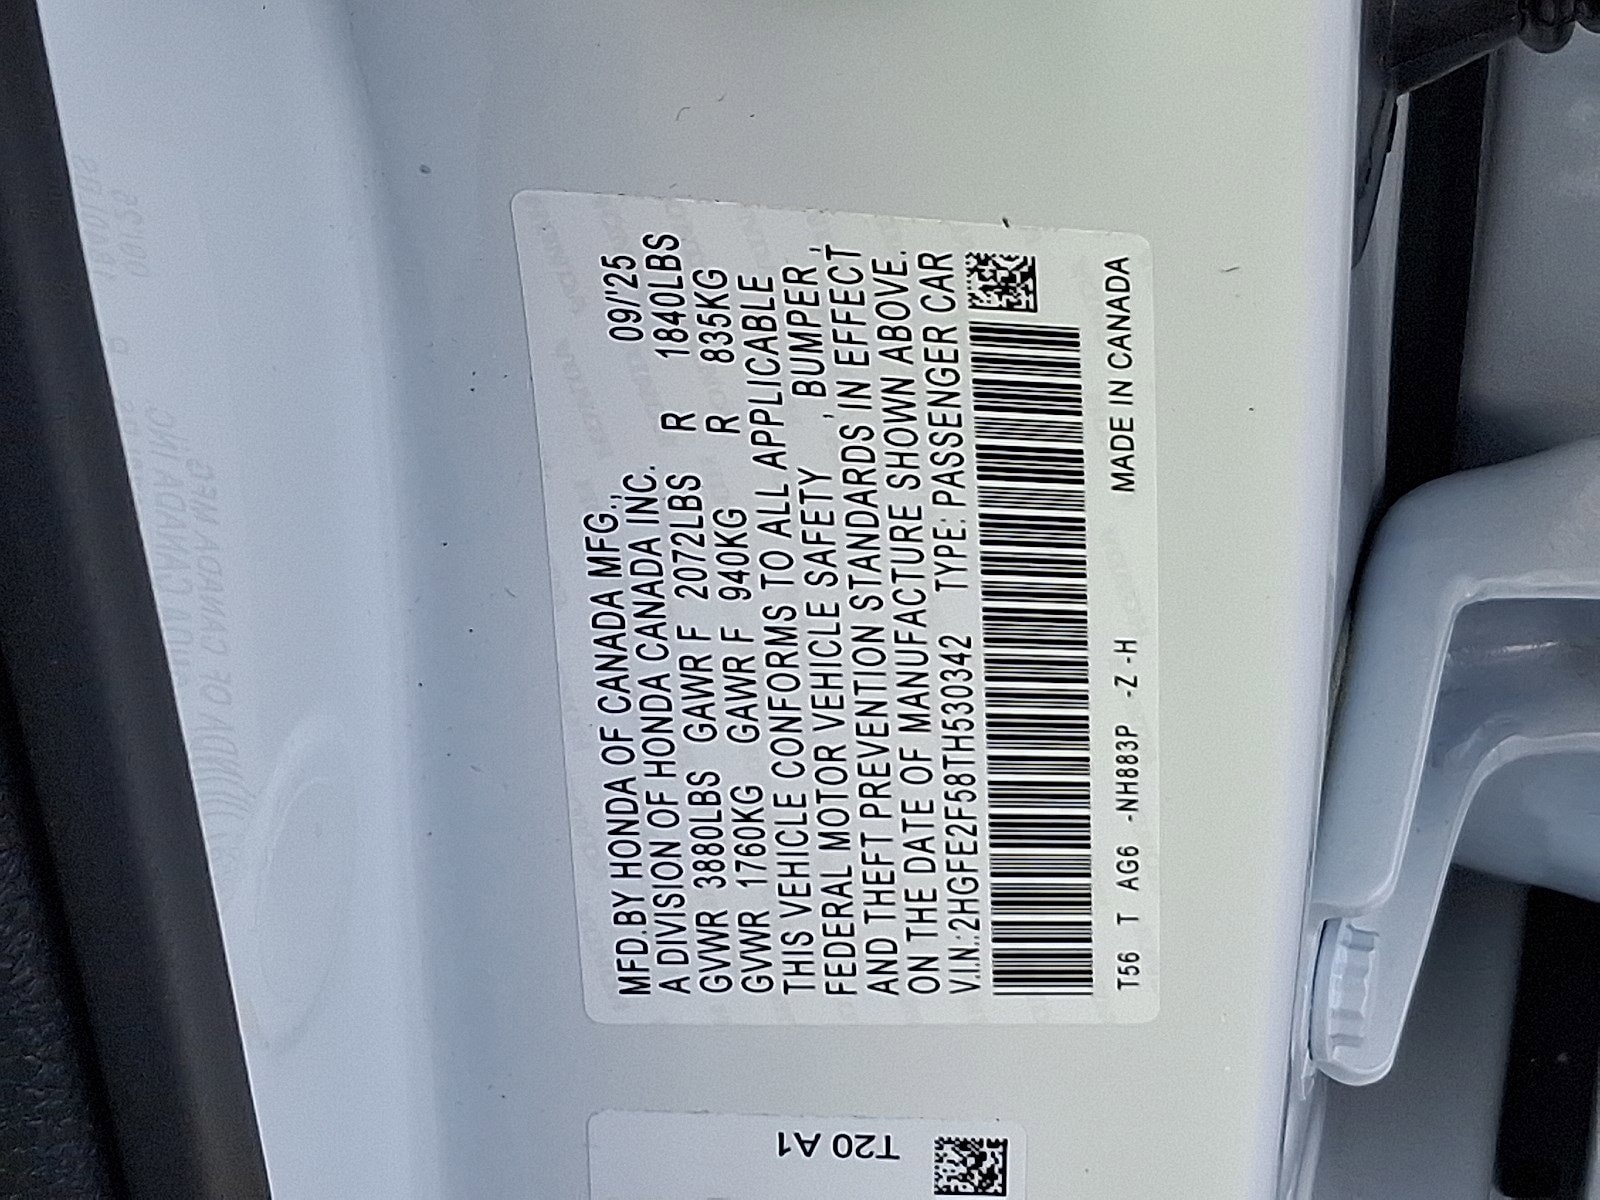 MFD.BY HONDA OF CANADA MFG., 09/'25
A DIVISION OF HONDA CANADA INC.
GVWR 3880LBS GAWR F 2072LBS R 1840LBS
GVWR 1760KG GAWR F 940KG R 835KG
THIS VEHICLE CONFORMS TO ALL APPLICABLE
FEDERAL MOTOR VEHICLE SAFETY , BUMPER ,
AND THEFT PREVENTION STANDARDS IN EFFECT
ON THE DATE OF MANUFACTURE SHOWN ABOVE.
V.I.N.:2HGFE2F58TH530342 TYPE: PASSENGER CAR
T56 T AG6 -NH883P -Z -H MADE IN CANADA
T20 A1